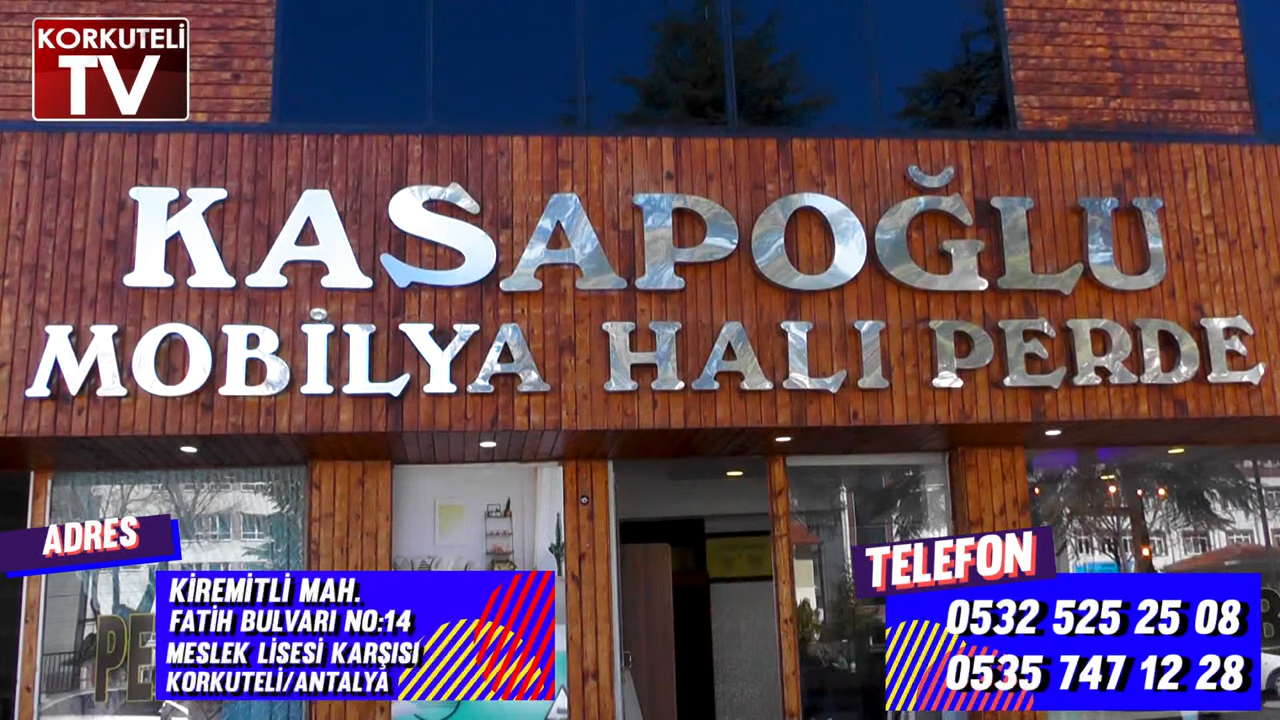 KORKUTELİ
TV
KASAPOĞLU
MOBİLYA HALI PERDE
ADRES
KİREMİTLİ MAH.
FATİH BULVARI NO:14
MESLEK LİSESİ KARŞISI
KORKUTELİ/ANTALYA
TELEFON
0532 525 25 08
0535 747 12 28